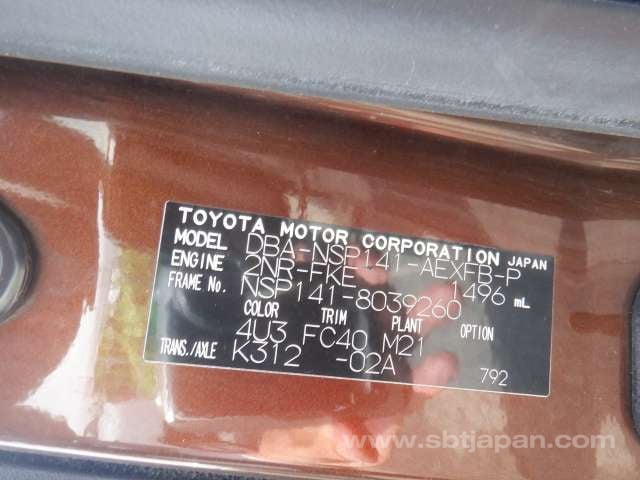 TOYOTA MOTOR CORPORATION JAPAN
MODEL DBA-NSP141-AEXFB-P
ENGINE 2NR-FKE 1496 mL
FRAME No. NSP141-8039260
COLOR TRIM PLANT OPTION
4U3 FC40 M21
TRANS./AXLE K312 -02A 792
www.sbtjapan.com